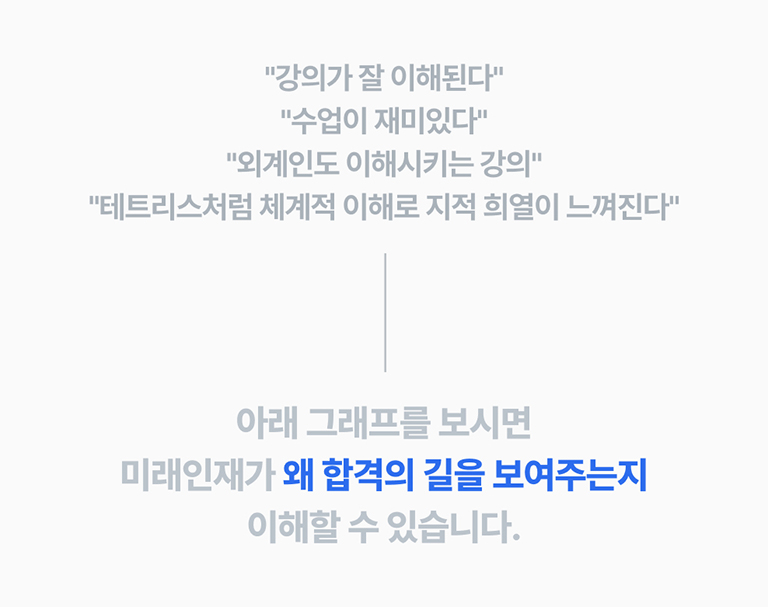 "강의가 잘 이해된다"
"수업이 재미있다"
"외계인도 이해시키는 강의"
"테트리스처럼 체계적 이해로 지적 희열이 느껴진다"
아래 그래프를 보시면
미래인재가 왜 합격의 길을 보여주는지
이해할 수 있습니다.